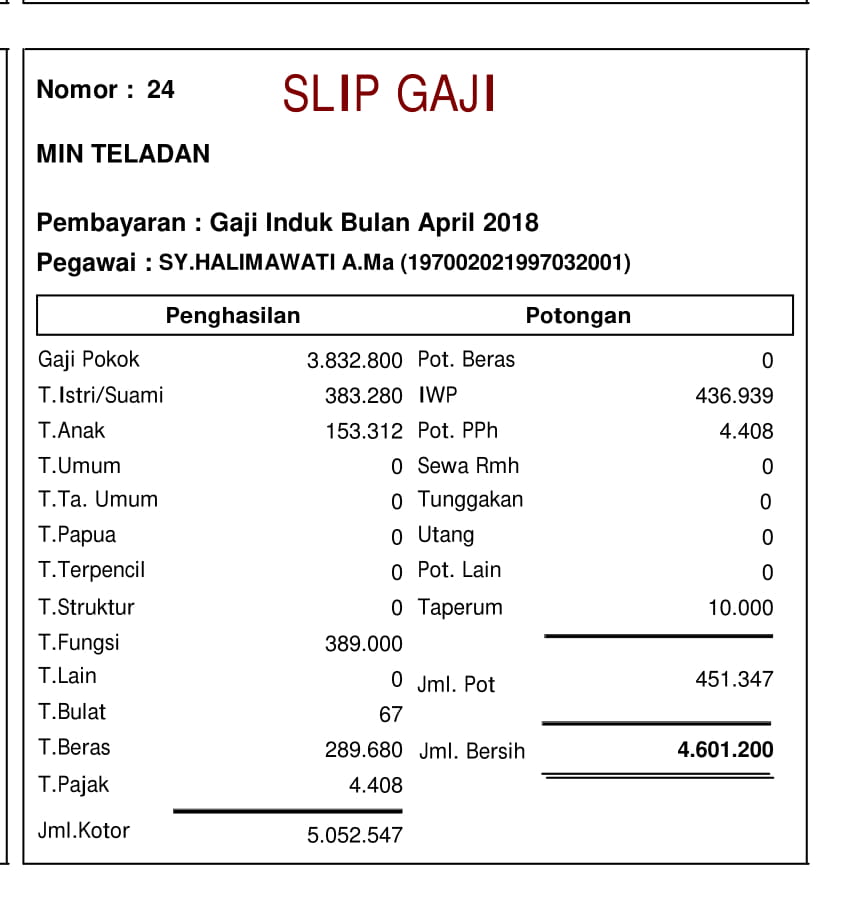 Nomor : 24
SLIP GAJI
MIN TELADAN
Pembayaran : Gaji Induk Bulan April 2018
Pegawai : SY.HALIMAWATI A.Ma (197002021997032001)
Penghasilan Potongan
Gaji Pokok 3.832.800 Pot. Beras 0
T.Istri/Suami 383.280 IWP 436.939
T.Anak 153.312 Pot. PPh 4.408
T.Umum 0 Sewa Rmh 0
T.Ta. Umum 0 Tunggakan 0
T.Papua 0 Utang 0
T.Terpencil 0 Pot. Lain 0
T.Struktur 0 Taperum 10.000
T.Fungsi 389.000
T.Lain 0 Jml. Pot 451.347
T.Bulat 67
T.Beras 289.680 Jml. Bersih 4.601.200
T.Pajak 4.408
Jml.Kotor 5.052.547